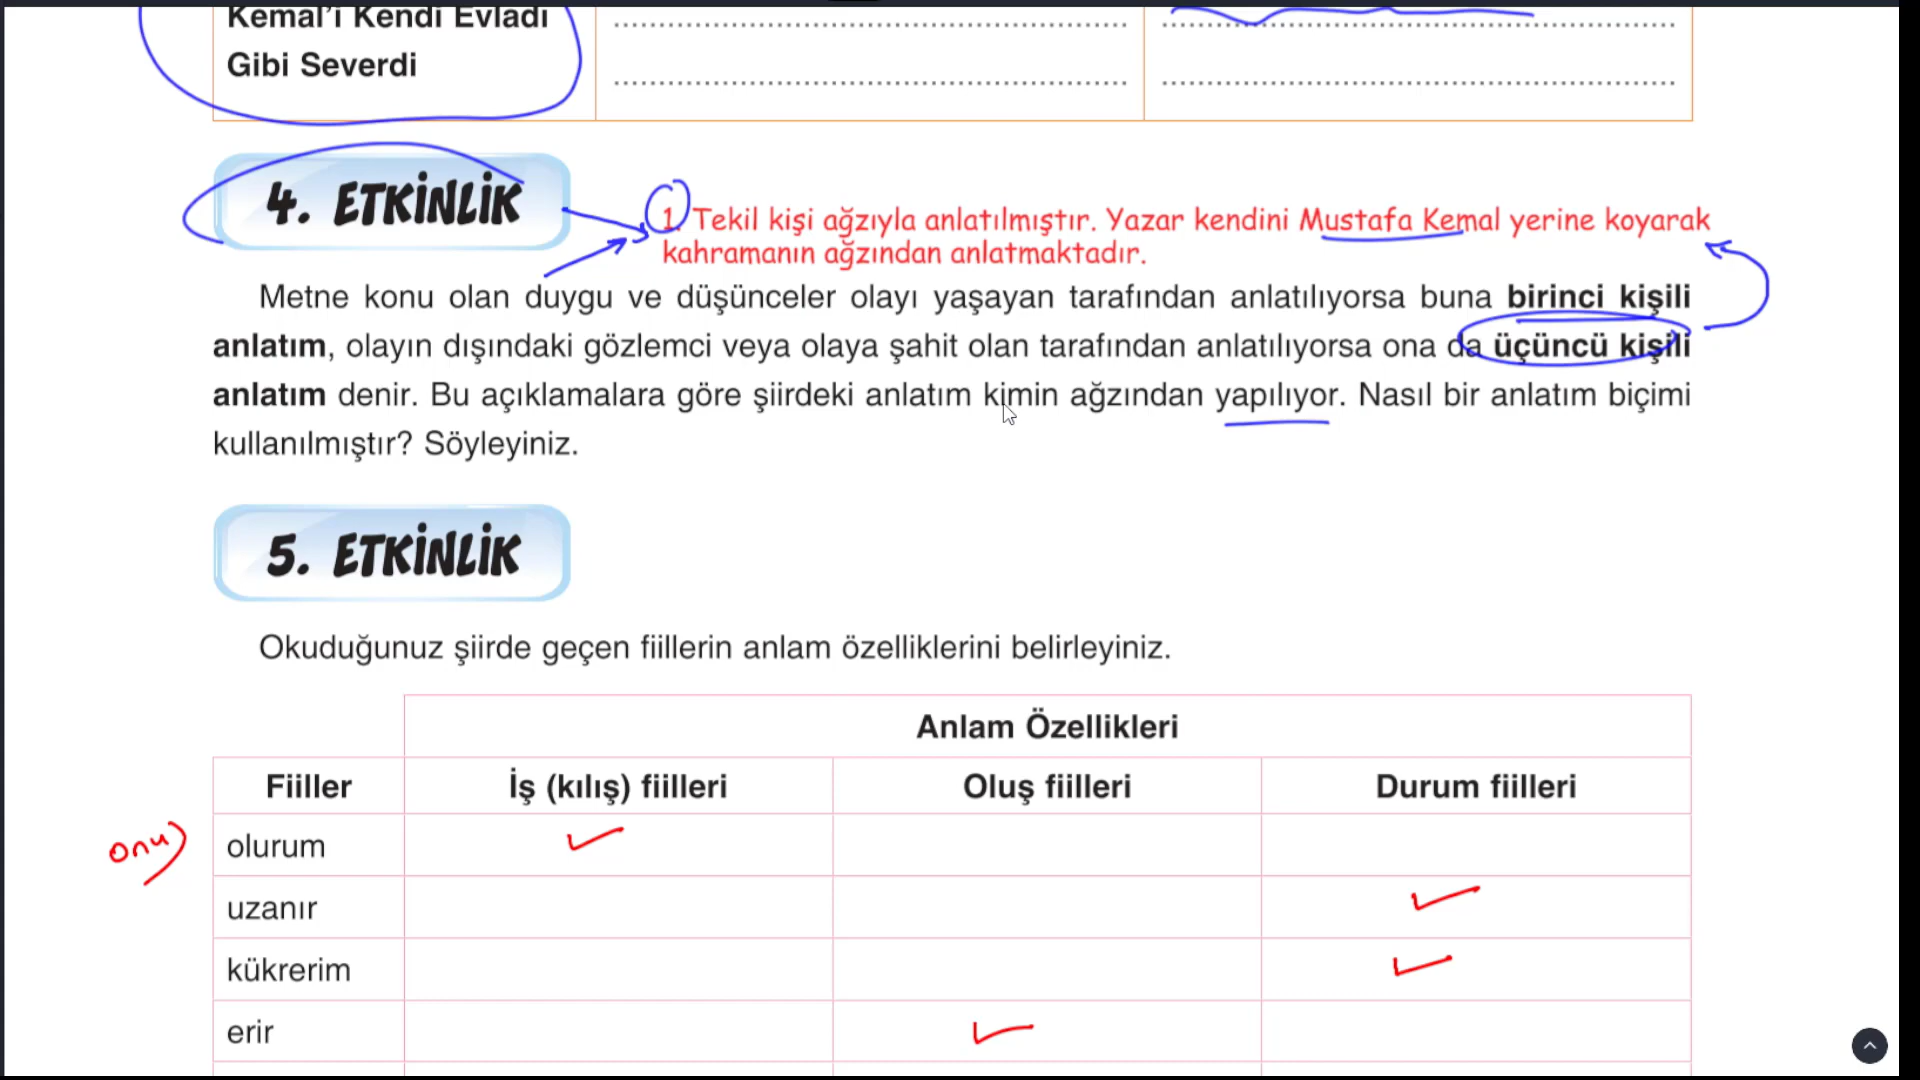 Kemal'i Kendi Evladı
Gibi Severdi
4. ETKİNLİK
1. Tekil kişi ağzıyla anlatılmıştır. Yazar kendini Mustafa Kemal yerine koyarak
kahramanın ağzından anlatmaktadır.
Metne konu olan duygu ve düşünceler olayı yaşayan tarafından anlatılıyorsa buna birinci kişili
anlatım, olayın dışındaki gözlemci veya olaya şahit olan tarafından anlatılıyorsa ona da üçüncü kişili
anlatım denir. Bu açıklamalara göre şiirdeki anlatım kimin ağzından yapılıyor. Nasıl bir anlatım biçimi
kullanılmıştır? Söyleyiniz.
5. ETKİNLİK
Okuduğunuz şiirde geçen fiillerin anlam özelliklerini belirleyiniz.
Anlam Özellikleri
Fiiller İş (kılış) fiilleri Oluş fiilleri Durum fiilleri
onu olurum
uzanır
kükrerim
erir